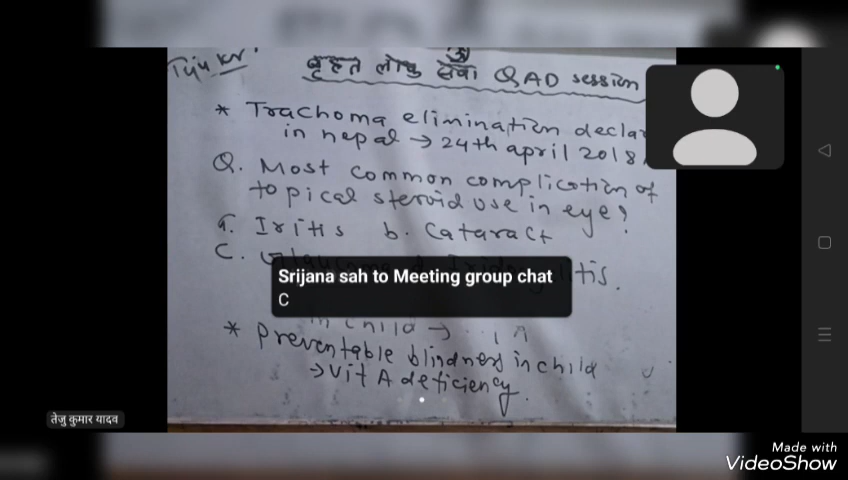 बृहत लोक सेवा QAD session
* Trachoma elimination declar
in nepal → 24th april 2018
Q. Most common complication of
topical steroid use in eye?
a. Iritis b. Cataract
C.
Srijana sah to Meeting group chat
C
in child →
* Preventable blindness in child
→ Vit A deficiency.
तेजु कुमार यादव
Made with
VideoShow